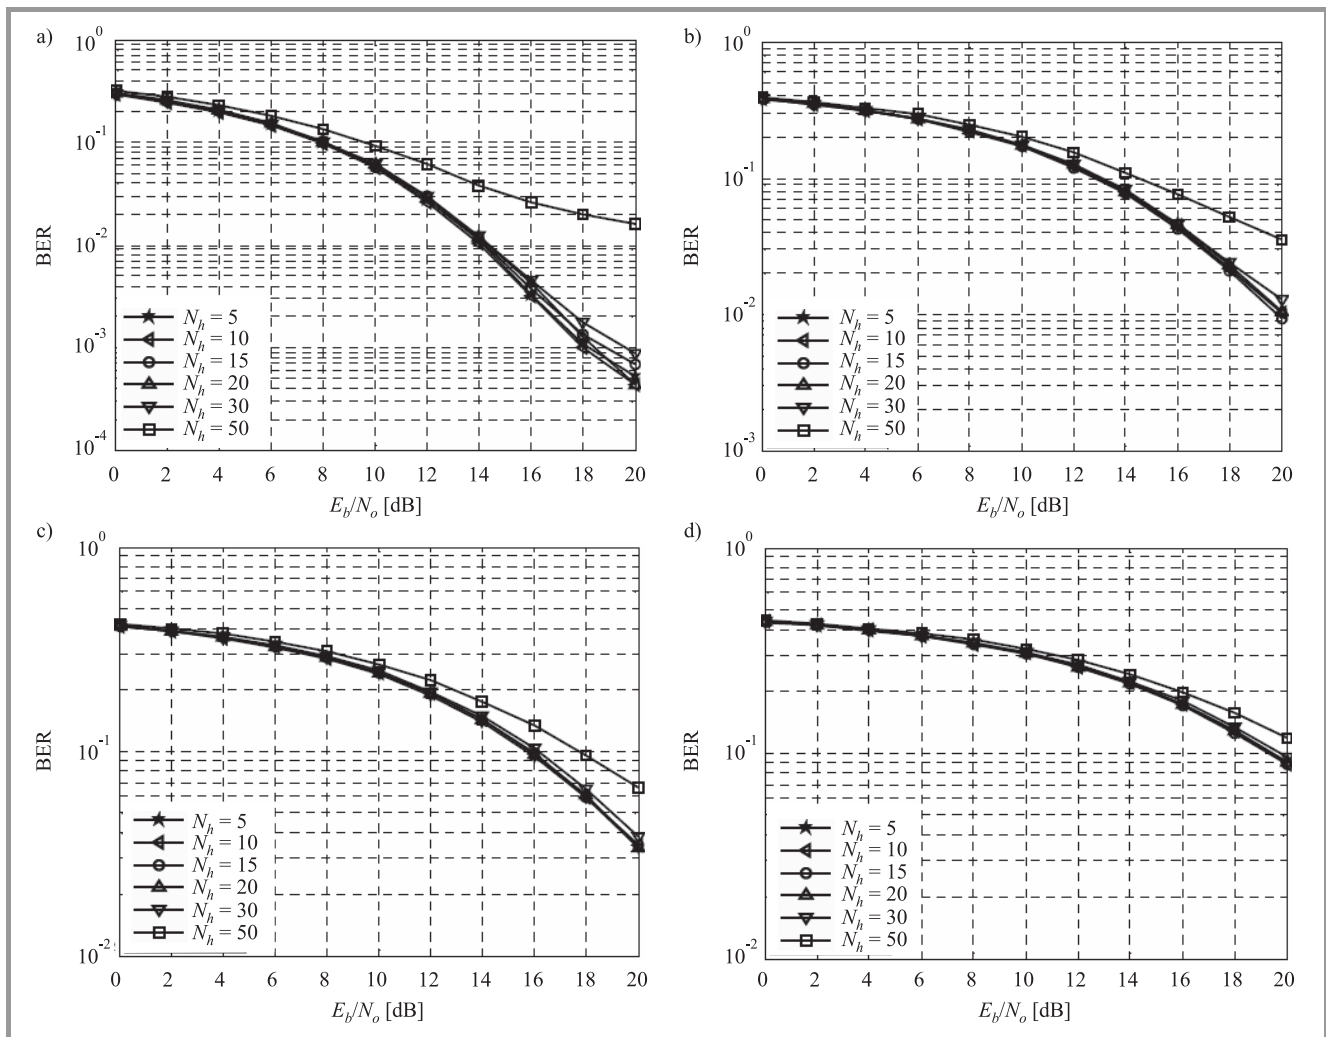 a)
10^0
10^-1
10^-2
10^-3
10^-4
BER
N_h = 5
N_h = 10
N_h = 15
N_h = 20
N_h = 30
N_h = 50
0 2 4 6 8 10 12 14 16 18 20
E_b/N_o [dB]
b)
10^0
10^-1
10^-2
10^-3
BER
N_h = 5
N_h = 10
N_h = 15
N_h = 20
N_h = 30
N_h = 50
0 2 4 6 8 10 12 14 16 18 20
E_b/N_o [dB]
c)
10^0
10^-1
10^-2
BER
N_h = 5
N_h = 10
N_h = 15
N_h = 20
N_h = 30
N_h = 50
0 2 4 6 8 10 12 14 16 18 20
E_b/N_o [dB]
d)
10^0
10^-1
10^-2
BER
N_h = 5
N_h = 10
N_h = 15
N_h = 20
N_h = 30
N_h = 50
0 2 4 6 8 10 12 14 16 18 20
E_b/N_o [dB]